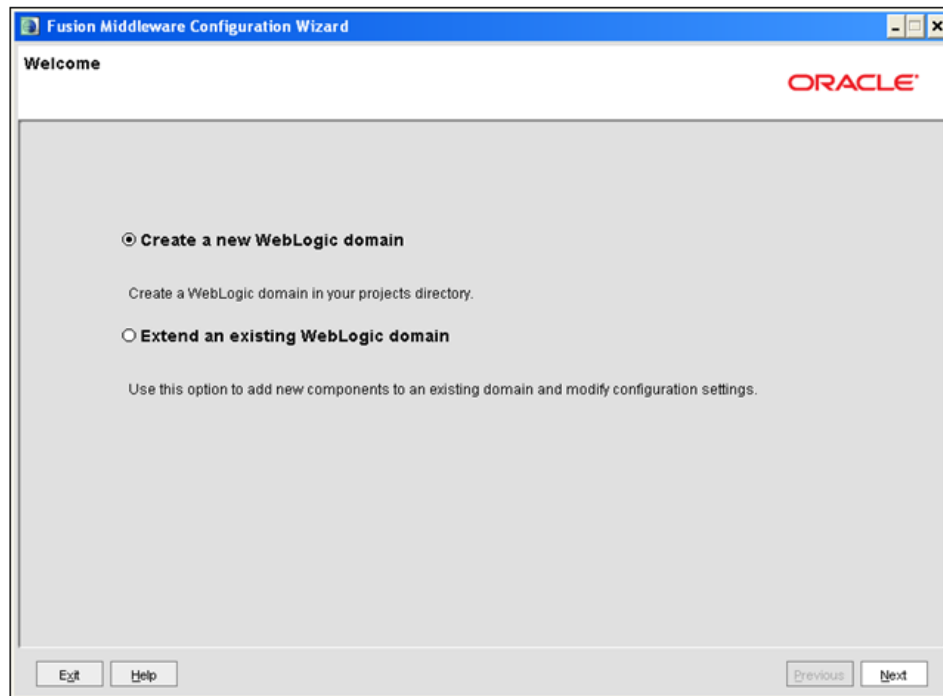 Fusion Middleware Configuration Wizard
Welcome
ORACLE
Create a new WebLogic domain
Create a WebLogic domain in your projects directory.
Extend an existing WebLogic domain
Use this option to add new components to an existing domain and modify configuration settings.
Exit Help Previous Next